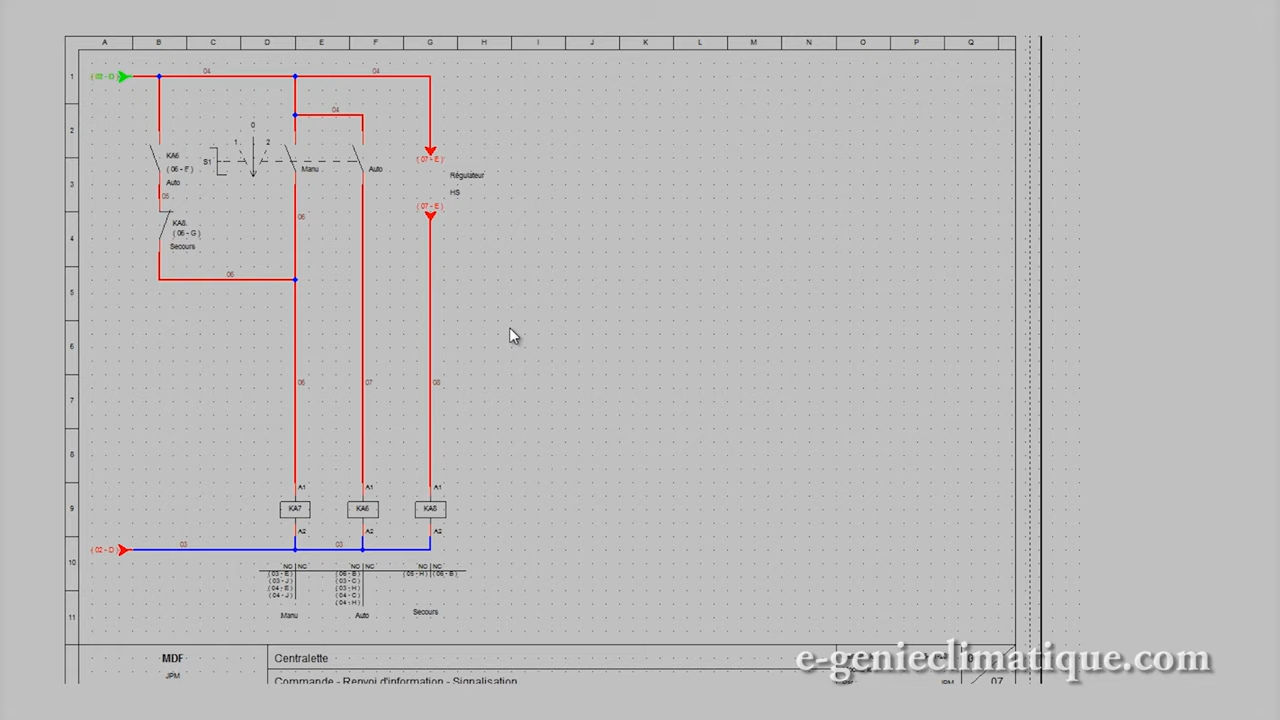 A B C D E F G H I J K L M N O P Q
1
( 02 - D )
04
04
04
2
0
1
2
KA6
( 06 - F )
Auto
S1
Manu
Auto
( 07 - E )
Régulateur
HS
( 07 - E )
3
05
06
KA8
( 06 - G )
Secours
4
06
5
6
06
07
08
7
8
A1
A1
A1
9
KA7
KA6
KA8
A2
A2
A2
( 02 - D )
03
03
10
NO NC
NO NC
NO NC
( 03 - E )
( 03 - J )
( 04 - E )
( 04 - J )
( 06 - B )
( 03 - C )
( 03 - H )
( 04 - C )
( 04 - H )
( 05 - H )
( 06 - B )
Manu
Auto
Secours
11
MDF
JPM
Centralette
Commande - Renvoi d'information - Signalisation
JPM
07
e-genieclimatique.com